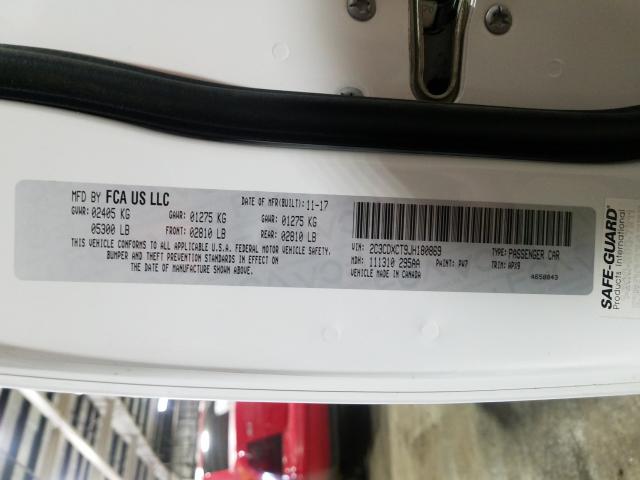 MFD BY FCA US LLC DATE OF MFR(BUILT): 11-17
GVWR: 02405 KG GAWR: 01275 KG GAWR: 01275 KG
05300 LB FRONT: 02810 LB REAR: 02810 LB
THIS VEHICLE CONFORMS TO ALL APPLICABLE U.S.A. FEDERAL MOTOR VEHICLE SAFETY,
BUMPER AND THEFT PREVENTION STANDARDS IN EFFECT ON
THE DATE OF MANUFACTURE SHOWN ABOVE.
VIN: 2C3CDXCT9JH180869 TYPE: PASSENGER CAR
MDH: 111310 295AA PAINT: PW7 TRIM: APX9
VEHICLE MADE IN CANADA
4658843
SAFE-GUARD®
Products International